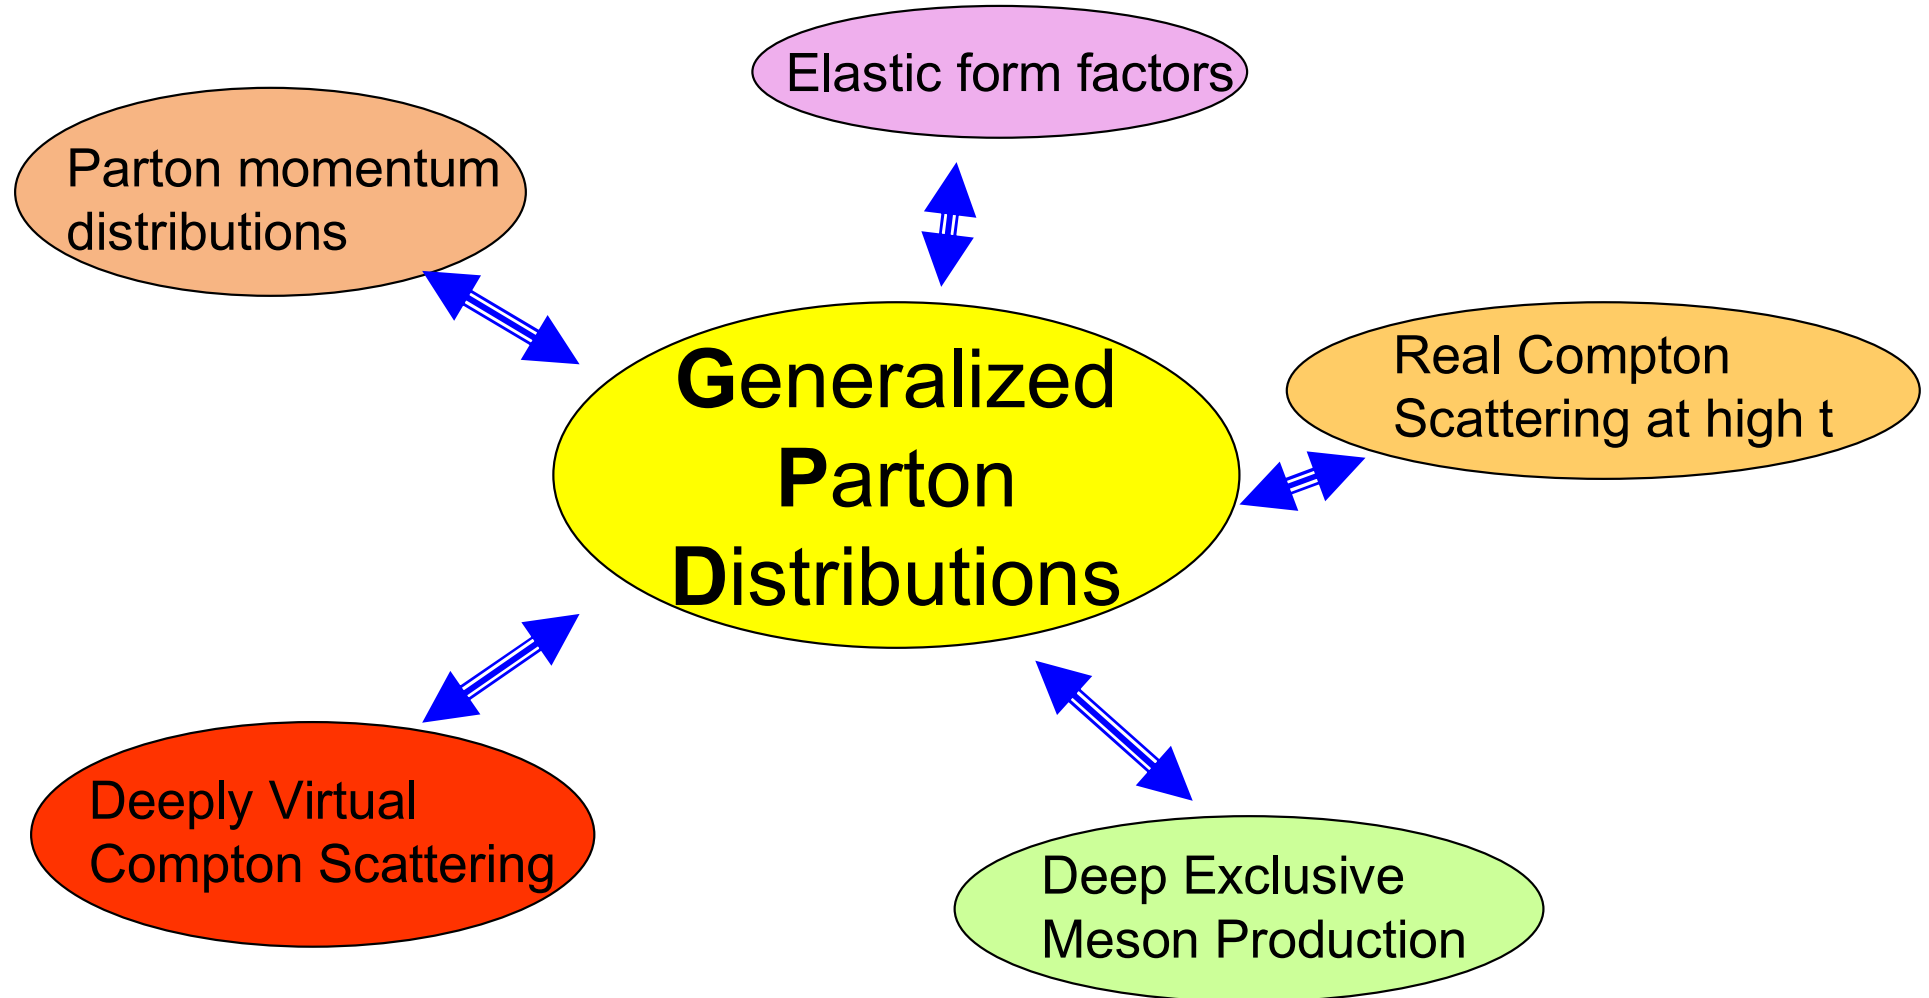 Elastic form factors
Parton momentum
distributions
Generalized
Parton
Distributions
Real Compton
Scattering at high t
Deeply Virtual
Compton Scattering
Deep Exclusive
Meson Production